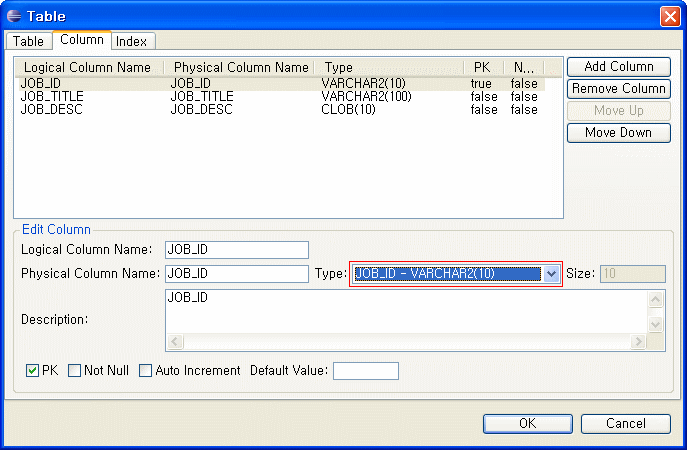 Table
Table Column Index
Logical Column Name Physical Column Name Type PK N...
JOB_ID JOB_ID VARCHAR2(10) true false
JOB_TITLE JOB_TITLE VARCHAR2(100) false false
JOB_DESC JOB_DESC CLOB(10) false false
Add Column
Remove Column
Move Up
Move Down
Edit Column
Logical Column Name: JOB_ID
Physical Column Name: JOB_ID Type: JOB_ID - VARCHAR2(10) Size: 10
Description: JOB_ID
PK Not Null Auto Increment Default Value:
OK Cancel